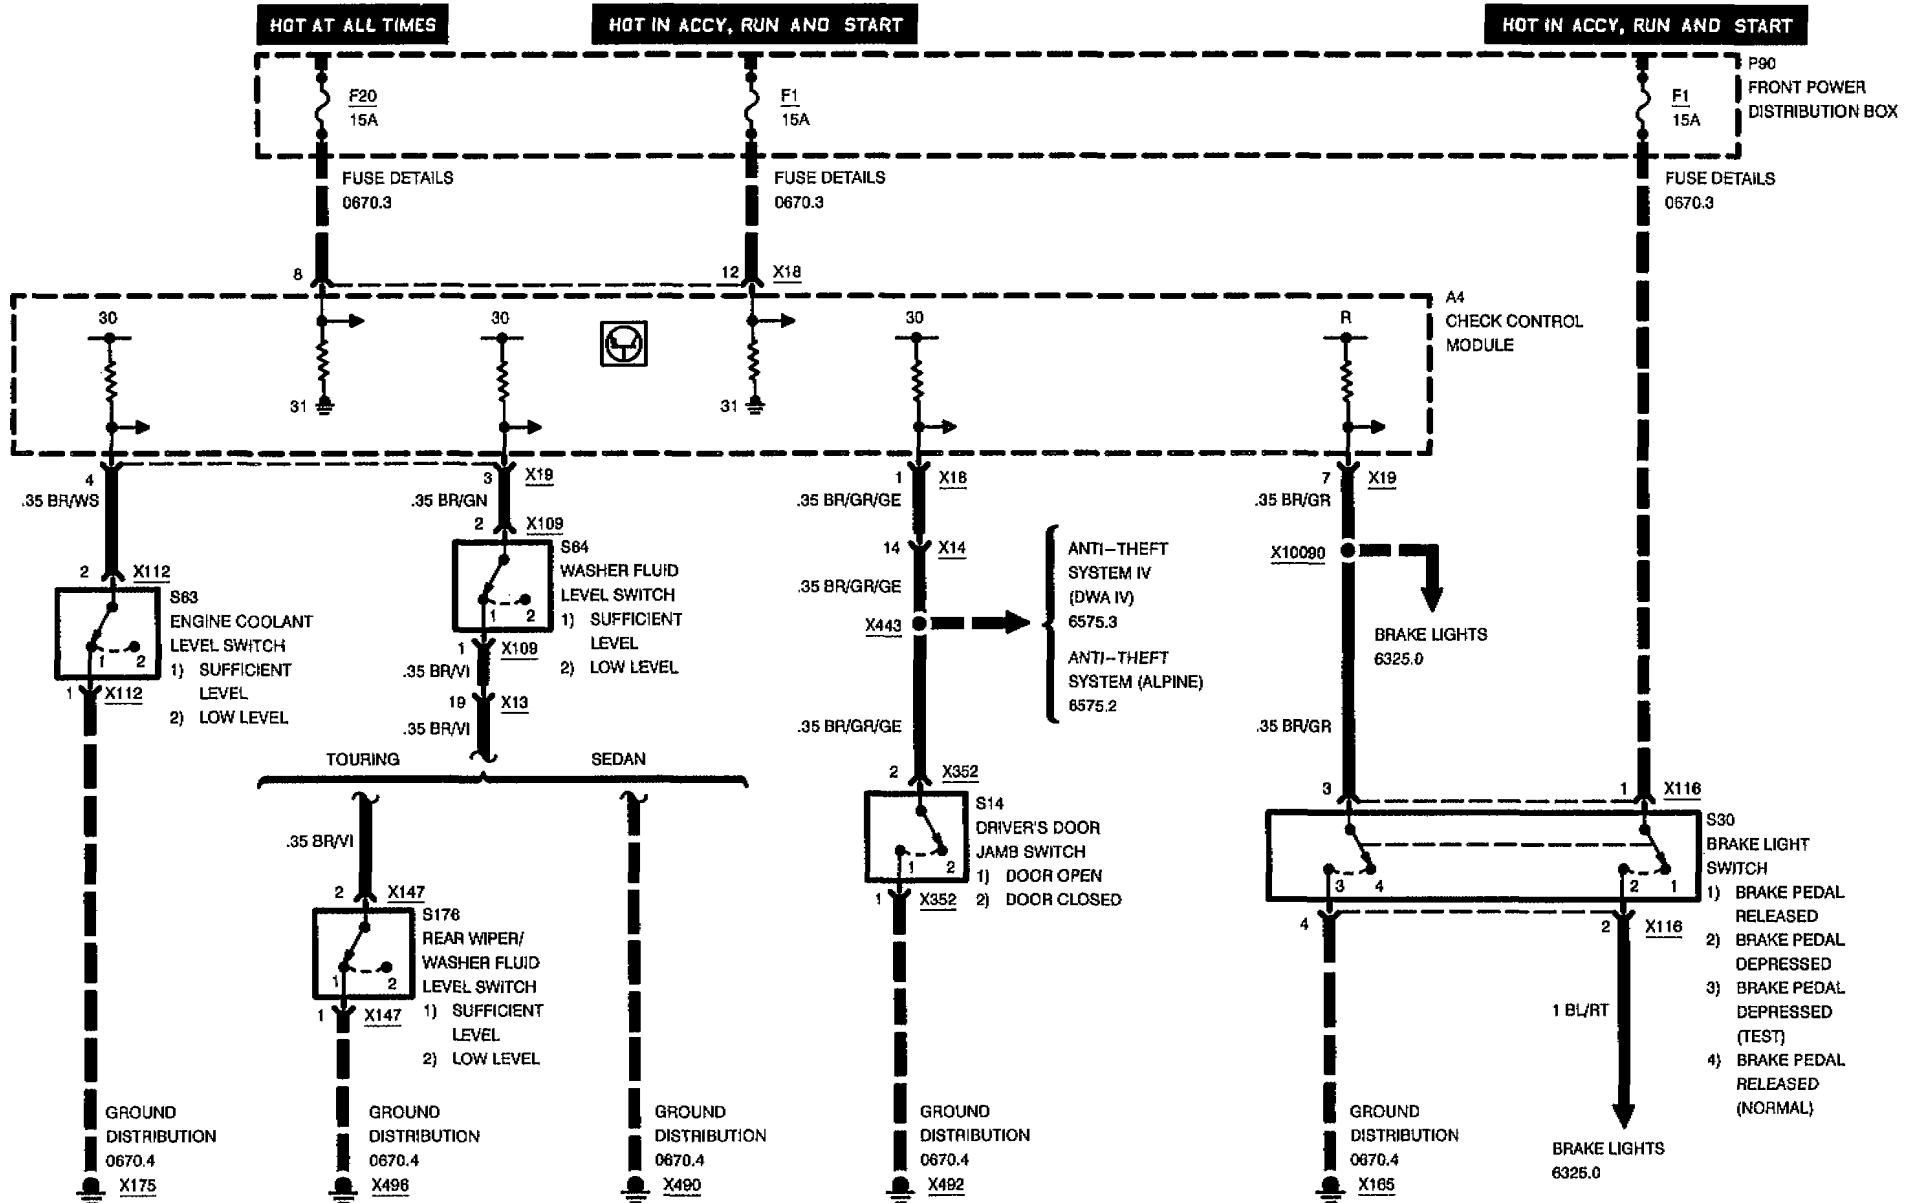 HOT AT ALL TIMES
HOT IN ACCY, RUN AND START
HOT IN ACCY, RUN AND START
F20
15A
F1
15A
F1
15A
P90
FRONT POWER
DISTRIBUTION BOX
FUSE DETAILS
0670.3
FUSE DETAILS
0670.3
FUSE DETAILS
0670.3
8
12
X18
30
30
30
R
31
31
A4
CHECK CONTROL
MODULE
4
.35 BR/WS
3
X19
.35 BR/GN
1
X18
.35 BR/GR/GE
7
X19
.35 BR/GR
2
X112
S63
ENGINE COOLANT
LEVEL SWITCH
1) SUFFICIENT
LEVEL
2) LOW LEVEL
1
2
1
X112
2
X109
S64
WASHER FLUID
LEVEL SWITCH
1) SUFFICIENT
LEVEL
2) LOW LEVEL
1
2
1
X109
.35 BR/VI
19
X13
.35 BR/VI
14
X14
.35 BR/GR/GE
X443
ANTI-THEFT
SYSTEM IV
(DWA IV)
6575.3
ANTI-THEFT
SYSTEM (ALPINE)
6575.2
X10090
BRAKE LIGHTS
6325.0
.35 BR/GR/GE
.35 BR/GR
TOURING
SEDAN
.35 BR/VI
2
X147
S176
REAR WIPER/
WASHER FLUID
LEVEL SWITCH
1) SUFFICIENT
LEVEL
2) LOW LEVEL
1
2
1
X147
2
X352
S14
DRIVER'S DOOR
JAMB SWITCH
1) DOOR OPEN
2) DOOR CLOSED
1
2
1
X352
3
1
X116
S30
BRAKE LIGHT
SWITCH
1) BRAKE PEDAL
RELEASED
2) BRAKE PEDAL
DEPRESSED
3) BRAKE PEDAL
DEPRESSED
(TEST)
4) BRAKE PEDAL
RELEASED
(NORMAL)
3
4
2
1
4
2
X116
1 BL/RT
BRAKE LIGHTS
6325.0
GROUND
DISTRIBUTION
0670.4
X175
GROUND
DISTRIBUTION
0670.4
X496
GROUND
DISTRIBUTION
0670.4
X490
GROUND
DISTRIBUTION
0670.4
X492
GROUND
DISTRIBUTION
0670.4
X165